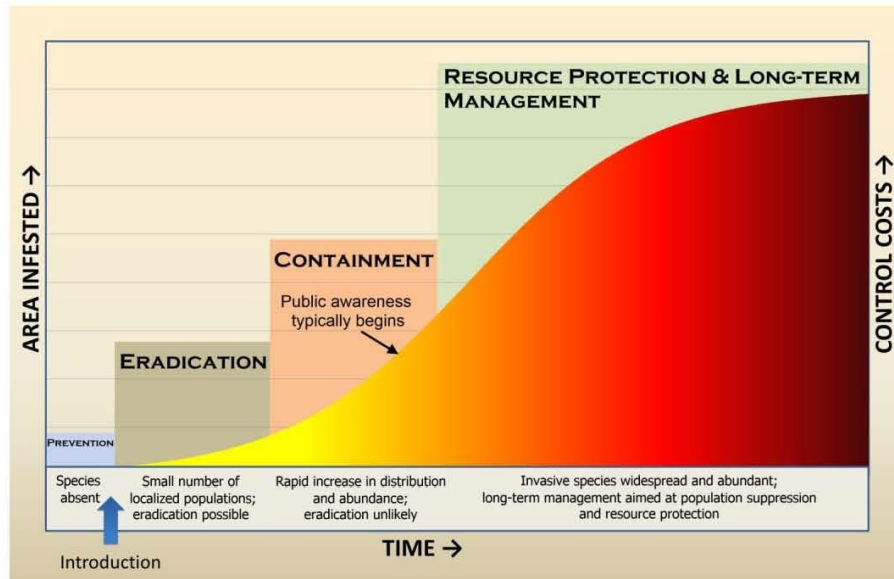 RESOURCE PROTECTION & LONG-TERM
MANAGEMENT
CONTAINMENT
Public awareness
typically begins
ERADICATION
PREVENTION
AREA INFESTED →
CONTROL COSTS →
Species
absent
Small number of
localized populations;
eradication possible
Rapid increase in distribution
and abundance;
eradication unlikely
Invasive species widespread and abundant;
long-term management aimed at population suppression
and resource protection
TIME →
Introduction